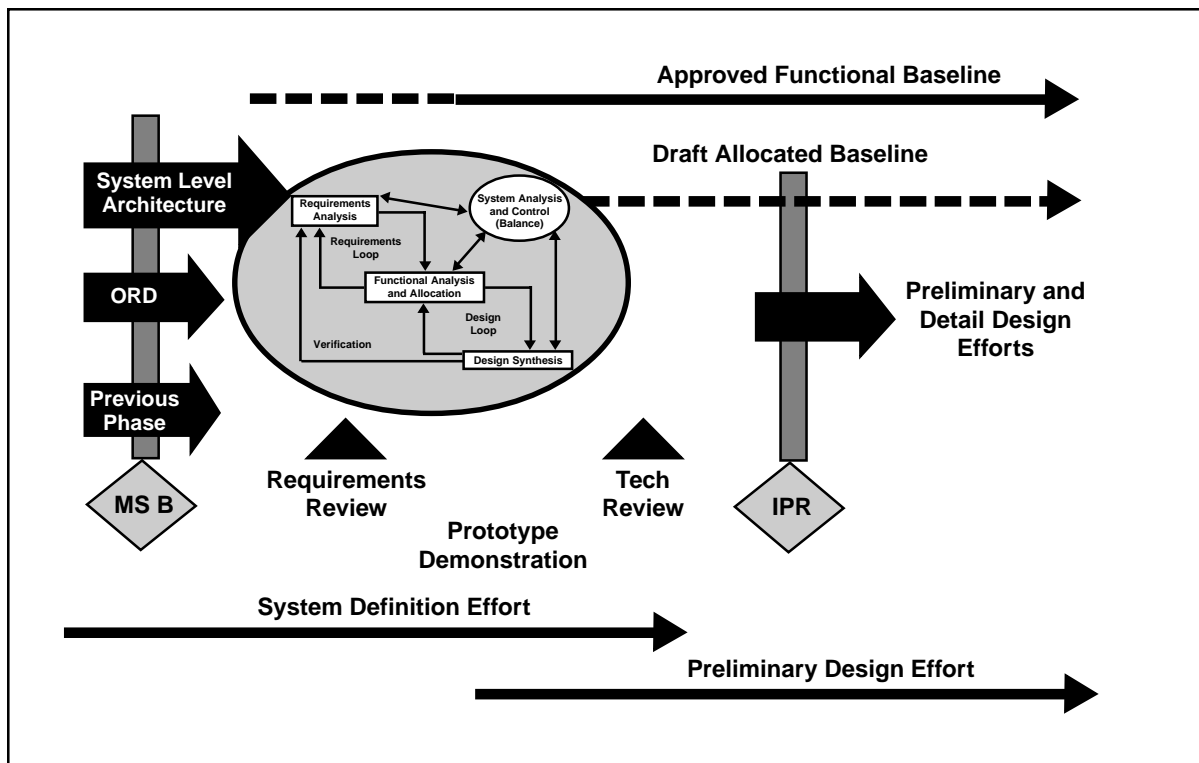 Approved Functional Baseline
Draft Allocated Baseline
System Level
Architecture
Requirements
Analysis
System Analysis
and Control
(Balance)
Requirements
Loop
ORD
Functional Analysis
and Allocation
Preliminary and
Detail Design
Efforts
Design
Loop
Verification
Design Synthesis
Previous
Phase
MS B
Requirements
Review
Tech
Review
IPR
Prototype
Demonstration
System Definition Effort
Preliminary Design Effort